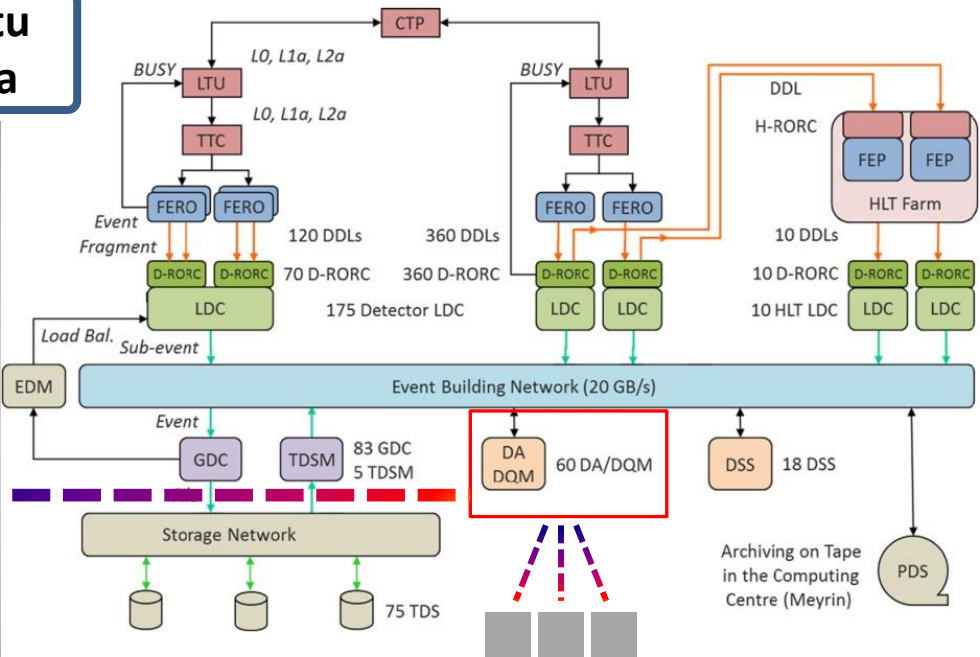 tu
a
CTP
L0, L1a, L2a
BUSY
LTU
BUSY
LTU
DDL
L0, L1a, L2a
H-RORC
TTC
TTC
FEP
FEP
FERO
FERO
FERO
FERO
HLT Farm
Event
Fragment
120 DDLs
360 DDLs
10 DDLs
D-RORC
D-RORC
70 D-RORC
360 D-RORC
D-RORC
D-RORC
10 D-RORC
D-RORC
D-RORC
LDC
175 Detector LDC
LDC
LDC
10 HLT LDC
LDC
LDC
Load Bal.
Sub-event
EDM
Event Building Network (20 GB/s)
Event
GDC
TDSM
83 GDC
5 TDSM
DA
DQM
60 DA/DQM
DSS
18 DSS
Storage Network
Archiving on Tape
in the Computing
Centre (Meyrin)
PDS
75 TDS